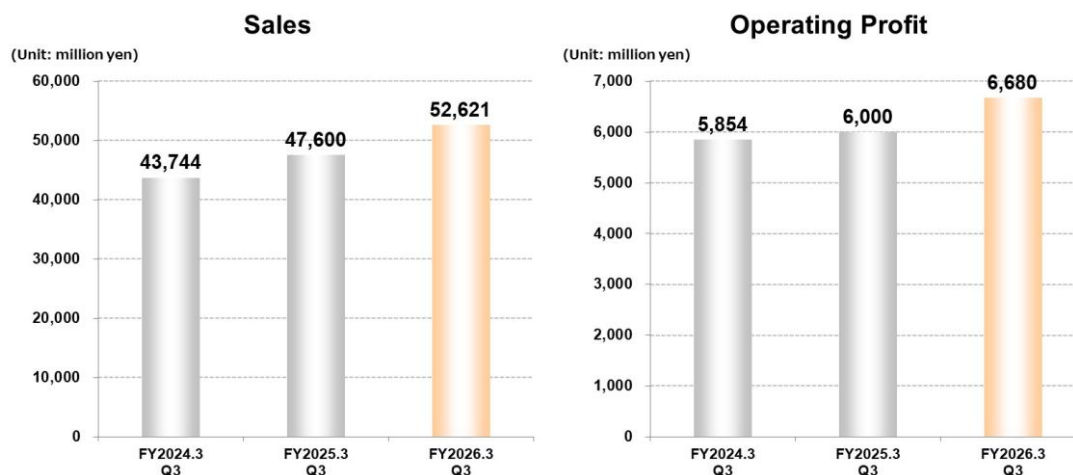 Sales
(Unit: million yen)
60,000
50,000
40,000
30,000
20,000
10,000
0
43,744
47,600
52,621
FY2024.3
Q3
FY2025.3
Q3
FY2026.3
Q3
Operating Profit
(Unit: million yen)
7,000
6,000
5,000
4,000
3,000
2,000
1,000
0
5,854
6,000
6,680
FY2024.3
Q3
FY2025.3
Q3
FY2026.3
Q3